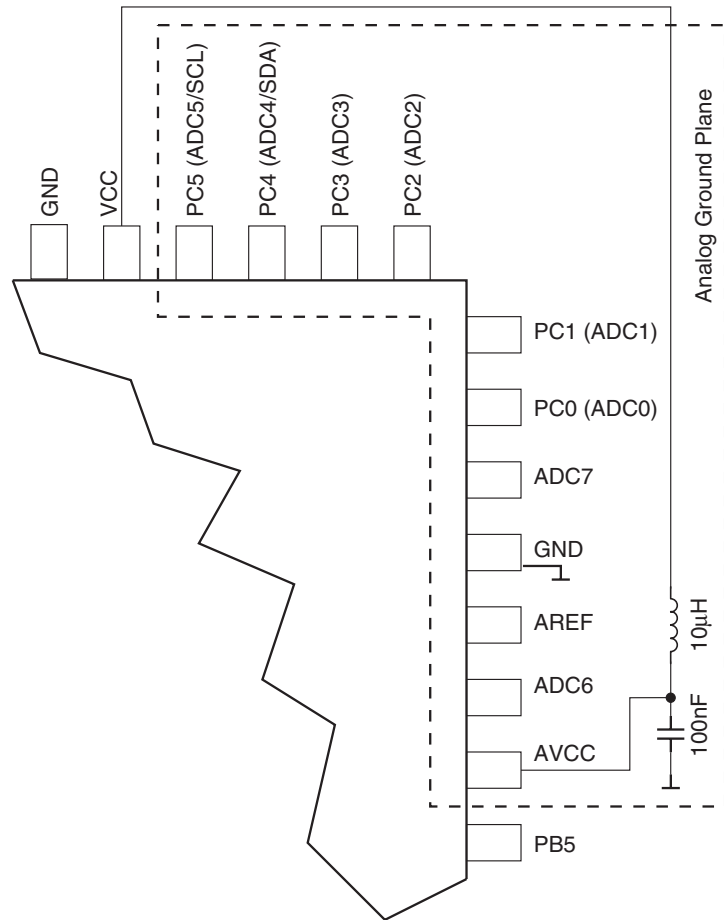 GND
VCC
PC5 (ADC5/SCL)
PC4 (ADC4/SDA)
PC3 (ADC3)
PC2 (ADC2)
Analog Ground Plane
PC1 (ADC1)
PC0 (ADC0)
ADC7
GND
AREF
ADC6
AVCC
PB5
10μH
100nF